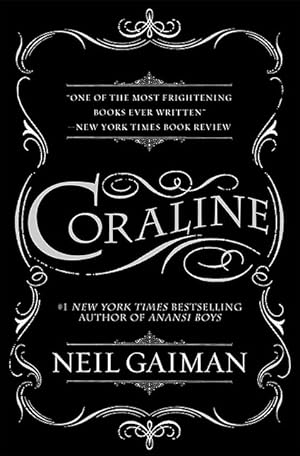 "ONE OF THE MOST FRIGHTENING
BOOKS EVER WRITTEN"
--NEW YORK TIMES BOOK REVIEW
CORALINE
#1 NEW YORK TIMES BESTSELLING
AUTHOR OF ANANSI BOYS
NEIL GAIMAN